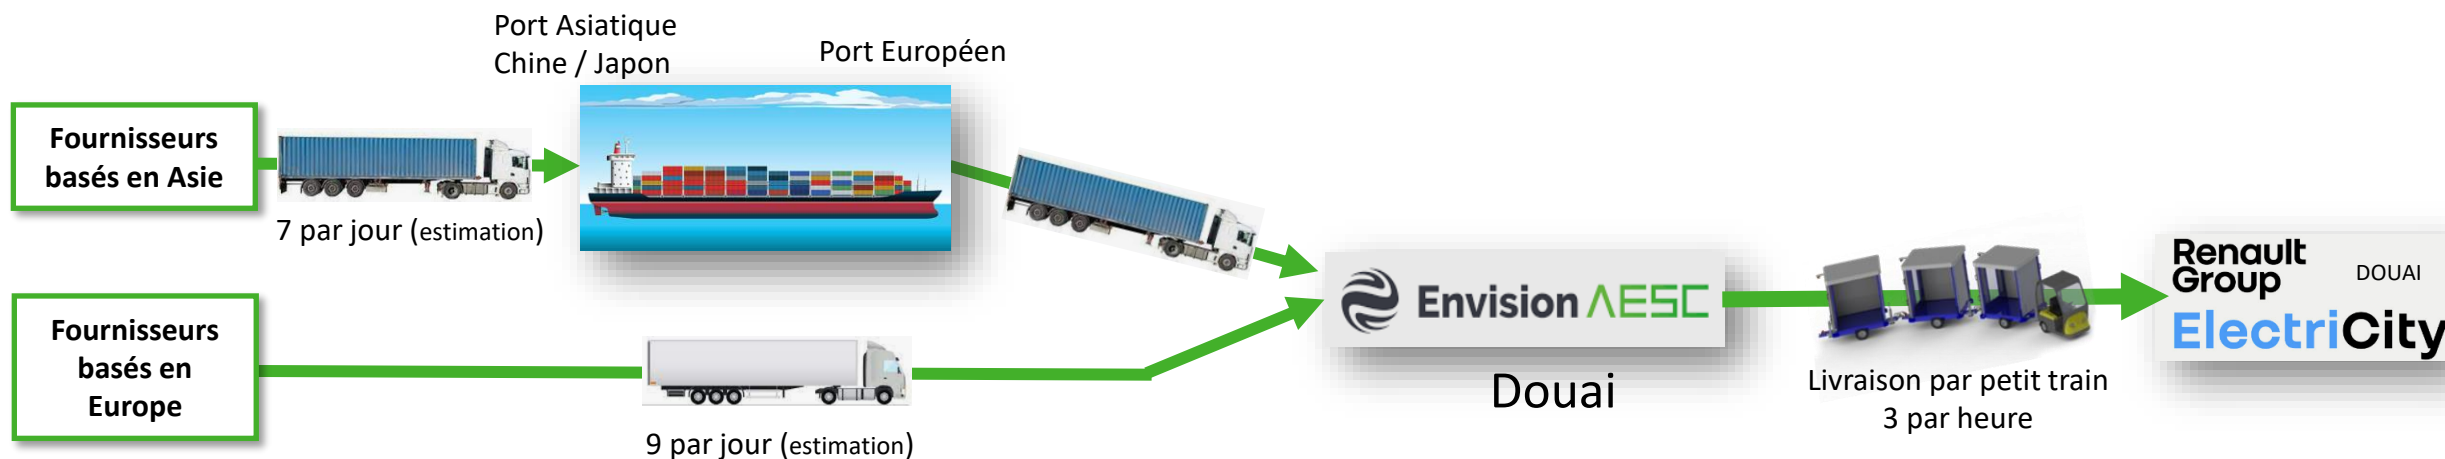 Port Asiatique
Chine / Japon
Port Européen
Fournisseurs
basés en Asie
7 par jour (estimation)
Fournisseurs
basés en
Europe
9 par jour (estimation)
Envision AESC
Douai
Livraison par petit train
3 par heure
Renault
Group
DOUAI
ElectriCity